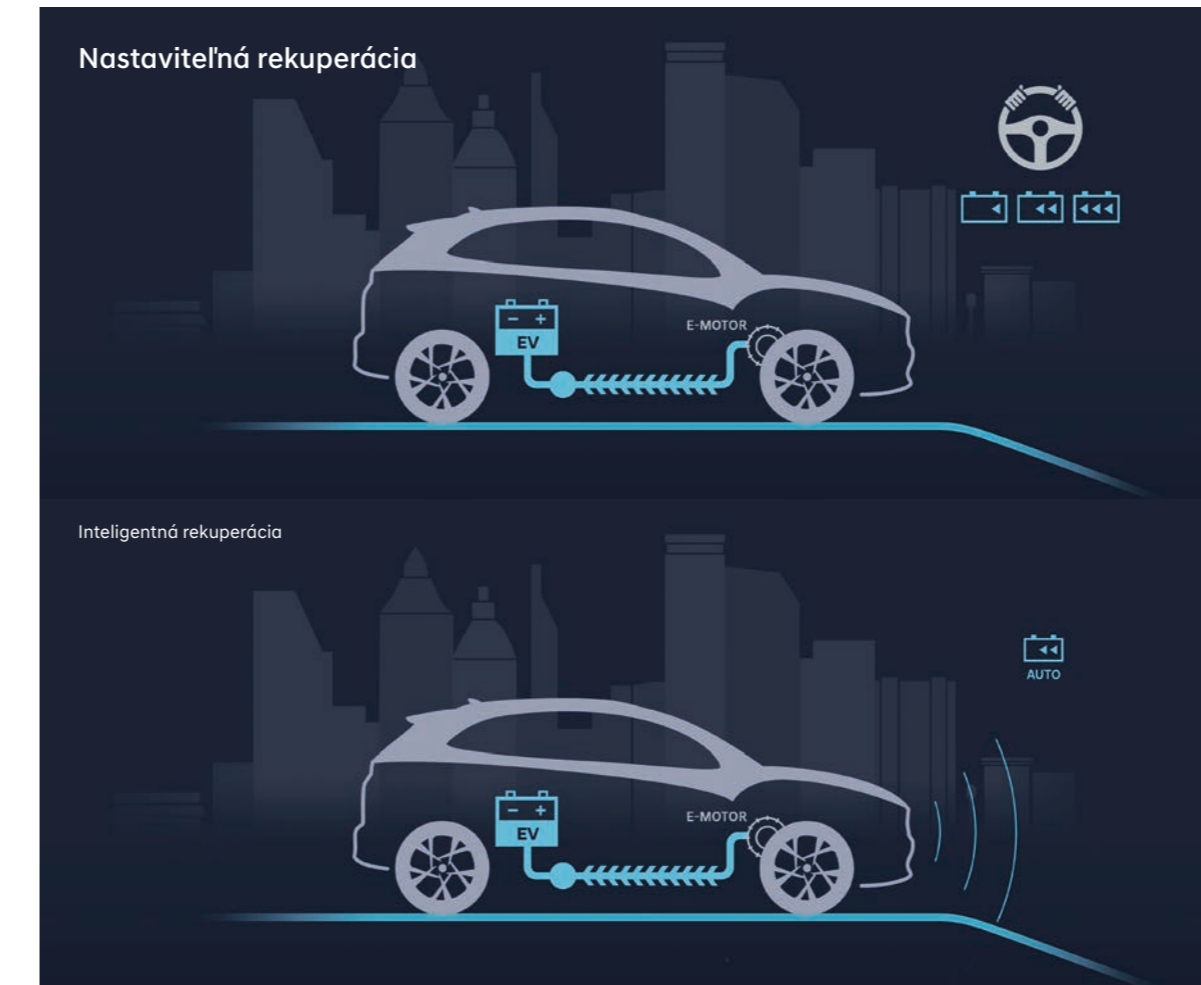 Nastaviteľná rekuperácia
- +
EV
E-MOTOR
Inteligentná rekuperácia
AUTO
- +
EV
E-MOTOR